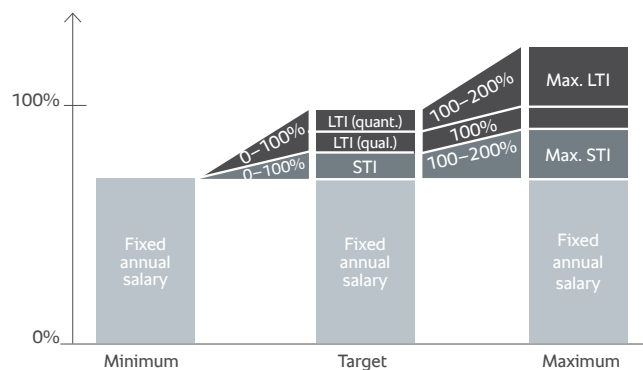 100%
0%
0–100%
0–100%
LTI (quant.)
LTI (qual.)
STI
100–200%
100%
100–200%
Max. LTI
Max. STI
Fixed
annual
salary
Fixed
annual
salary
Fixed
annual
salary
Minimum
Target
Maximum